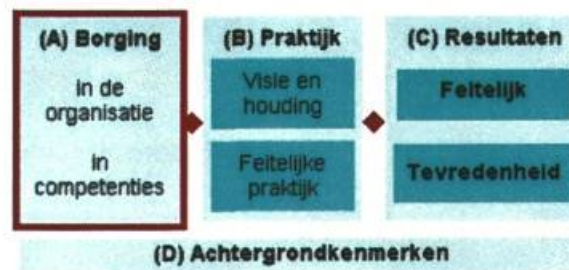 (A) Borging
In de
organisatie
In
competenties
(B) Praktijk
Visie en
houding
Feitelijke
praktijk
(C) Resultaten
Feitelijk
Tevredenheid
(D) Achtergrondkenmerken